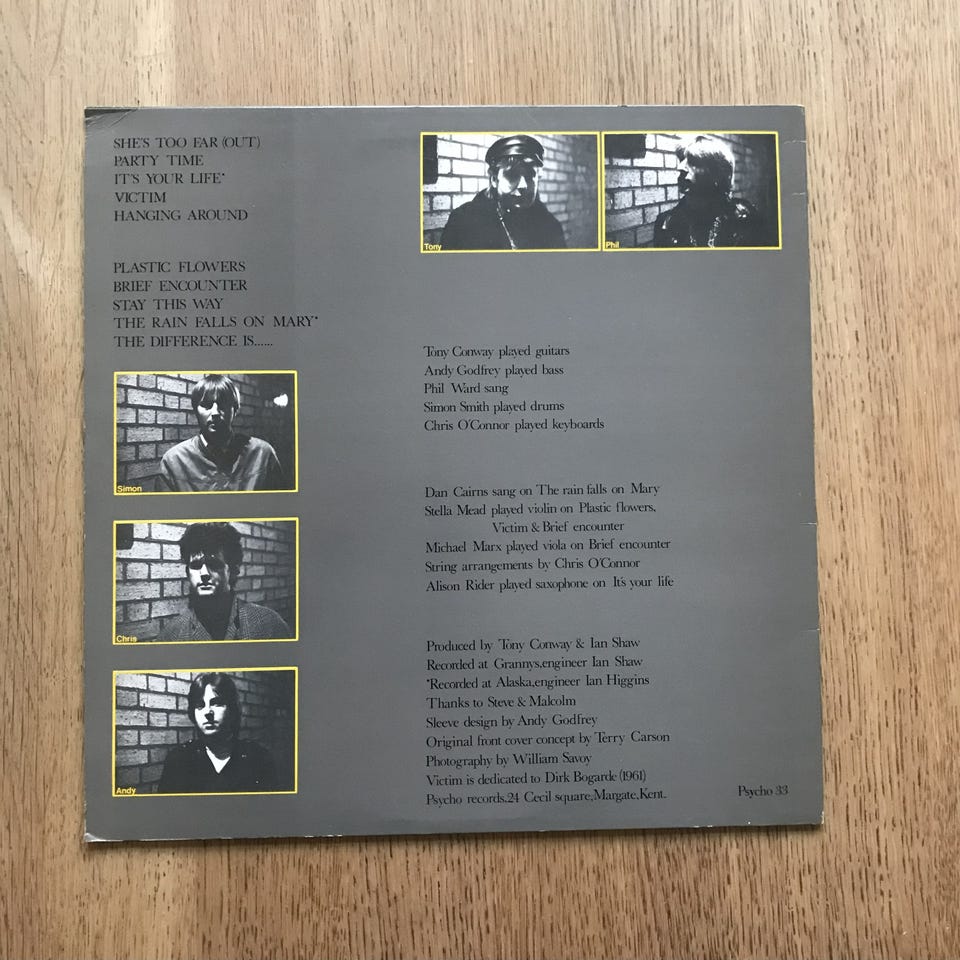 SHE'S TOO FAR (OUT)
PARTY TIME
IT'S YOUR LIFE*
VICTIM
HANGING AROUND
PLASTIC FLOWERS
BRIEF ENCOUNTER
STAY THIS WAY
THE RAIN FALLS ON MARY*
THE DIFFERENCE IS......
Simon
Chris
Andy
Tony
Phil
Tony Conway played guitars
Andy Godfrey played bass
Phil Ward sang
Simon Smith played drums
Chris O'Connor played keyboards
Dan Cairns sang on The rain falls on Mary
Stella Mead played violin on Plastic flowers,
Victim & Brief encounter
Michael Marx played viola on Brief encounter
String arrangements by Chris O'Connor
Alison Rider played saxophone on It's your life
Produced by Tony Conway & Ian Shaw
Recorded at Grannys,engineer Ian Shaw
*Recorded at Alaska,engineer Ian Higgins
Thanks to Steve & Malcolm
Sleeve design by Andy Godfrey
Original front cover concept by Terry Carson
Photography by William Savoy
Victim is dedicated to Dirk Bogarde (1961)
Psycho records,24 Cecil square,Margate,Kent.
Psycho 33